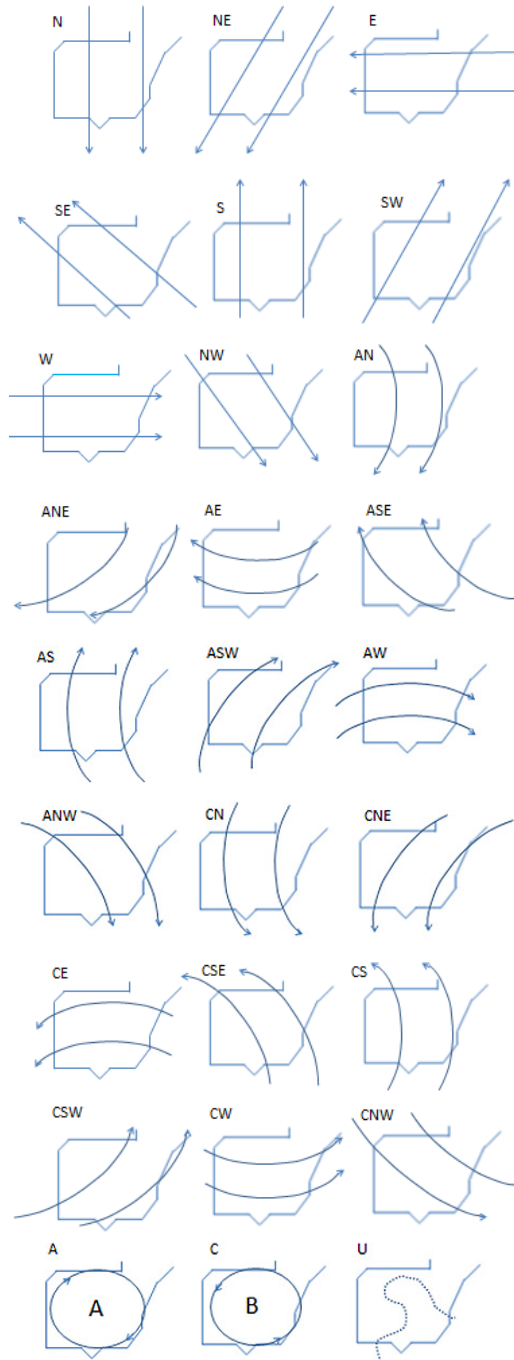 N NE E
SE S SW
W NW AN
ANE AE ASE
AS ASW AW
ANW CN CNE
CE CSE CS
CSW CW CNW
A C U
A B